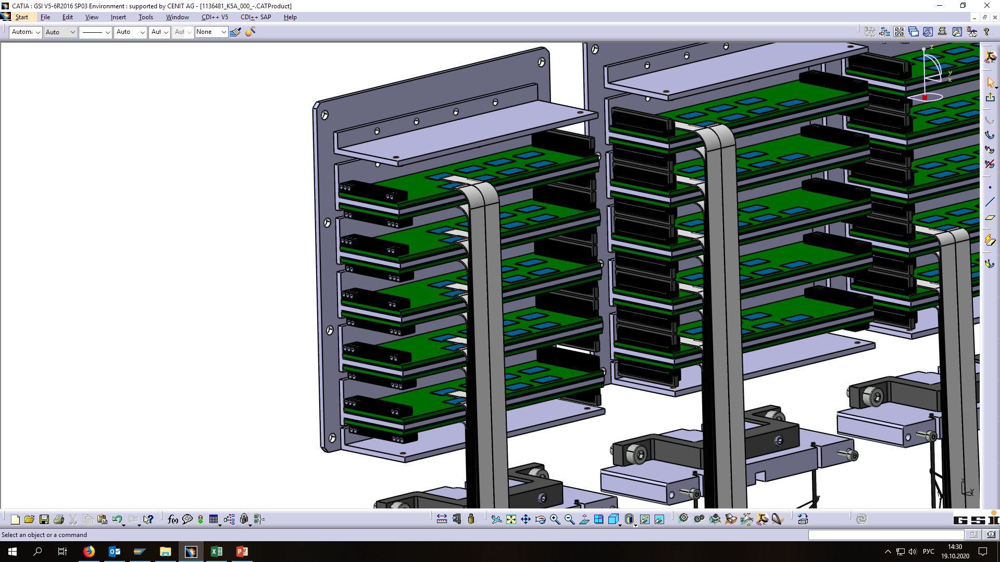 CATIA : GSI V5-6R2016 SP03 Environment : supported by CENIT AG - [1136481_K5A_000_-.CATProduct]
Start File Edit View Insert Tools Window CDI++ V5 CDI++ SAP Help
Automa Auto Auto Aut Aut None
z
y
x
z
y
x
GSI
Select an object or a command
РУС
14:30
19.10.2020